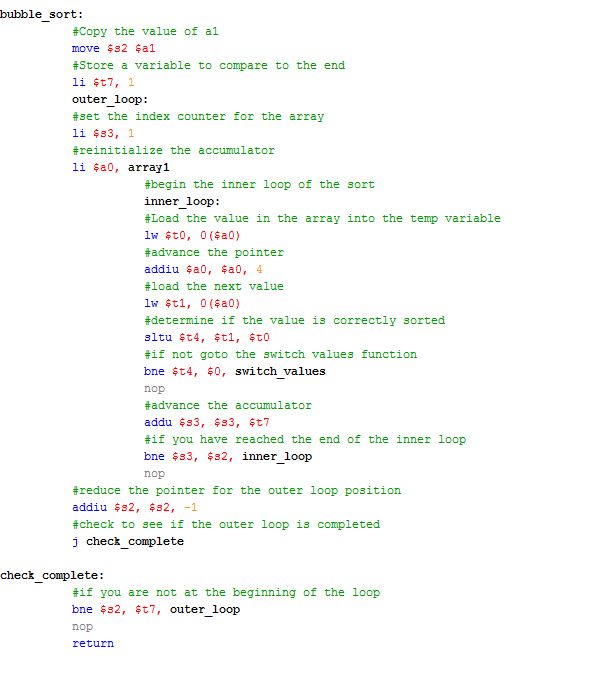 bubble_sort:
#Copy the value of a1
move $s2 $a1
#Store a variable to compare to the end
li $t7, 1
outer_loop:
#set the index counter for the array
li $s3, 1
#reinitialize the accumulator
li $a0, array1
#begin the inner loop of the sort
inner_loop:
#Load the value in the array into the temp variable
lw $t0, 0($a0)
#advance the pointer
addiu $a0, $a0, 4
#load the next value
lw $t1, 0($a0)
#determine if the value is correctly sorted
sltu $t4, $t1, $t0
#if not goto the switch values function
bne $t4, $0, switch_values
nop
#advance the accumulator
addu $s3, $s3, $t7
#if you have reached the end of the inner loop
bne $s3, $s2, inner_loop
nop
#reduce the pointer for the outer loop position
addiu $s2, $s2, -1
#check to see if the outer loop is completed
j check_complete
check_complete:
#if you are not at the beginning of the loop
bne $s2, $t7, outer_loop
nop
return